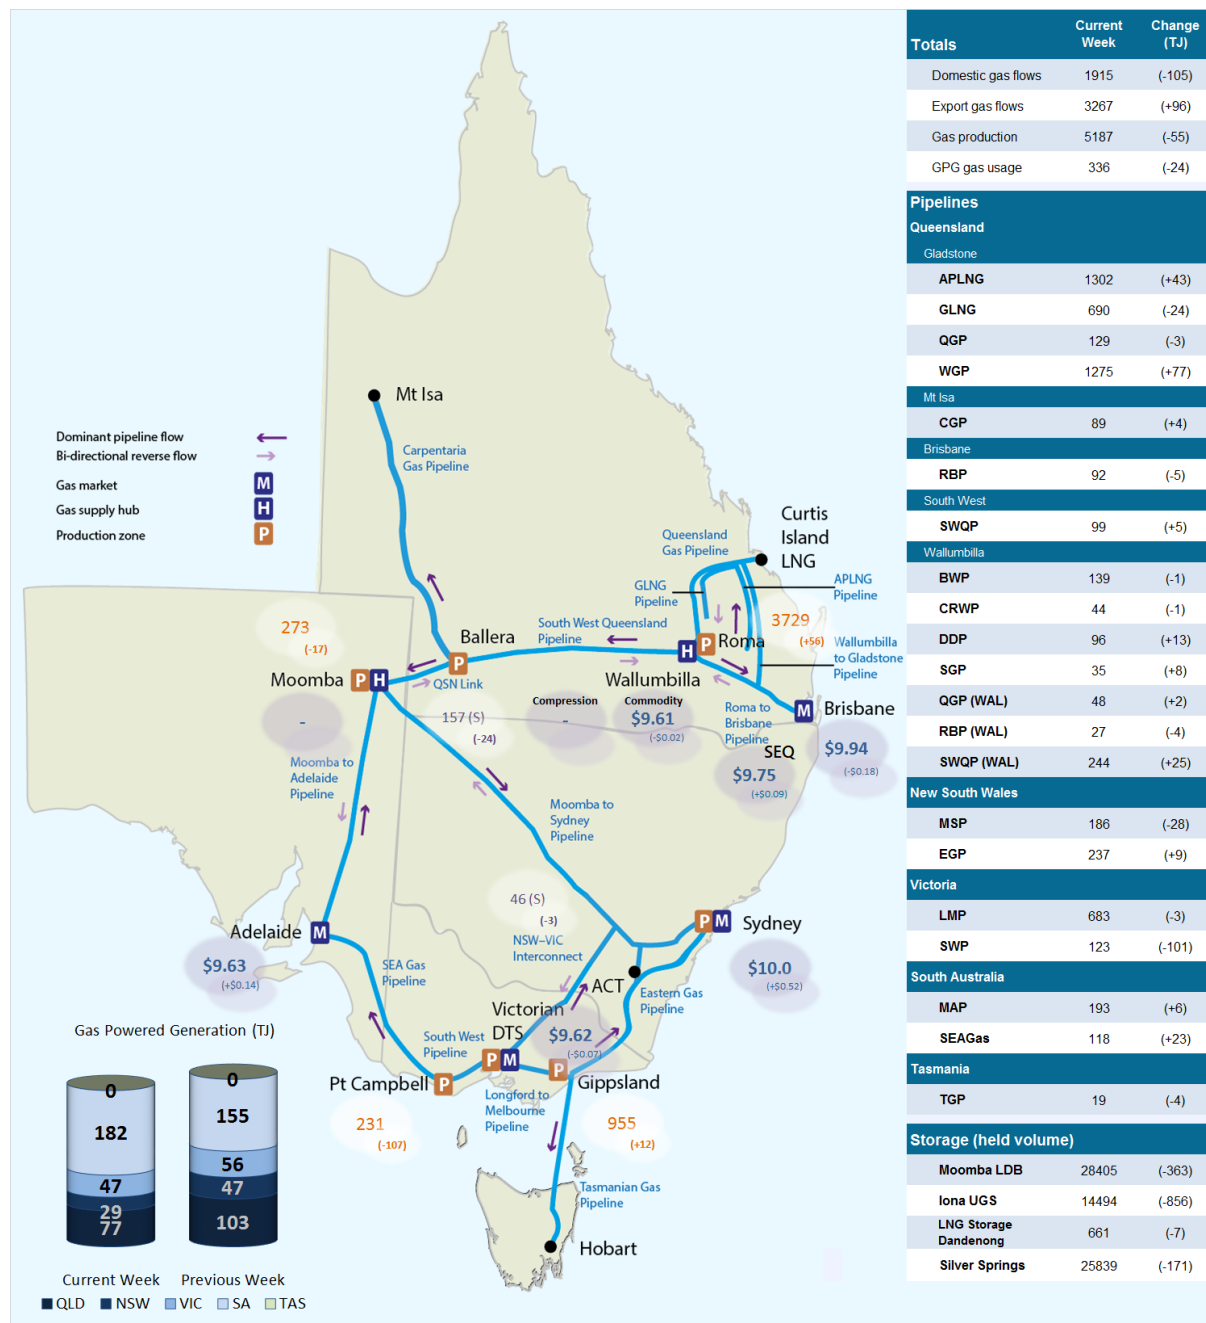 Mt Isa
Carpentaria
Gas Pipeline
Dominant pipeline flow
Bi-directional reverse flow
Gas market M
Gas supply hub H
Production zone P
Curtis
Island
LNG
Queensland
Gas Pipeline
GLNG
Pipeline
APLNG
Pipeline
3729
(+56)
Wallumbilla
to Gladstone
Pipeline
273
(-17)
Ballera
P
South West Queensland
Pipeline
H P Roma
Wallumbilla
Moomba P H
QSN Link
157 (S)
(-24)
Compression
-
Commodity
$9.61
(-$0.02)
Roma to
Brisbane
Pipeline
M Brisbane
$9.94
(-$0.18)
SEQ
$9.75
(+$0.09)
-
Moomba to
Adelaide
Pipeline
Moomba to
Sydney
Pipeline
46 (S)
(-3)
NSW–VIC
Interconnect
P M Sydney
$10.0
(+$0.52)
Adelaide M
$9.63
(+$0.14)
SEA Gas
Pipeline
ACT
Eastern Gas
Pipeline
Victorian
DTS
P M
$9.62
(-$0.07)
South West
Pipeline
Pt Campbell P
231
(-107)
P
Gippsland
955
(+12)
Longford to
Melbourne
Pipeline
Tasmanian Gas
Pipeline
Hobart
Gas Powered Generation (TJ)
0
182
47
29
77
0
155
56
47
103
Current Week Previous Week
QLD NSW VIC SA TAS
Totals Current Week Change (TJ)
Domestic gas flows 1915 (-105)
Export gas flows 3267 (+96)
Gas production 5187 (-55)
GPG gas usage 336 (-24)
Pipelines
Queensland
Gladstone
APLNG 1302 (+43)
GLNG 690 (-24)
QGP 129 (-3)
WGP 1275 (+77)
Mt Isa
CGP 89 (+4)
Brisbane
RBP 92 (-5)
South West
SWQP 99 (+5)
Wallumbilla
BWP 139 (-1)
CRWP 44 (-1)
DDP 96 (+13)
SGP 35 (+8)
QGP (WAL) 48 (+2)
RBP (WAL) 27 (-4)
SWQP (WAL) 244 (+25)
New South Wales
MSP 186 (-28)
EGP 237 (+9)
Victoria
LMP 683 (-3)
SWP 123 (-101)
South Australia
MAP 193 (+6)
SEAGas 118 (+23)
Tasmania
TGP 19 (-4)
Storage (held volume)
Moomba LDB 28405 (-363)
Iona UGS 14494 (-856)
LNG Storage
Dandenong 661 (-7)
Silver Springs 25839 (-171)